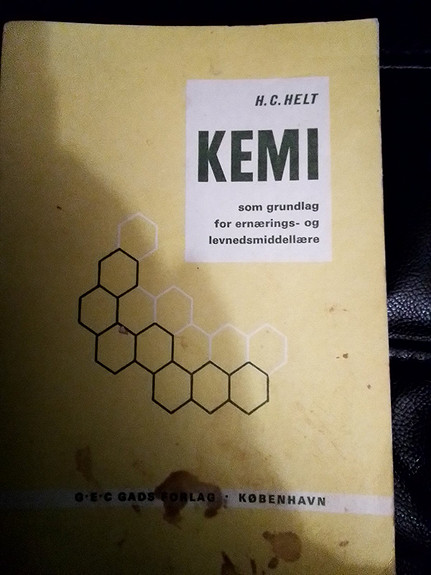 H.C. HELT
KEMI
som grundlag
for ernærings- og
levnedsmiddellære
G·E·C GADS FORLAG · KØBENHAVN